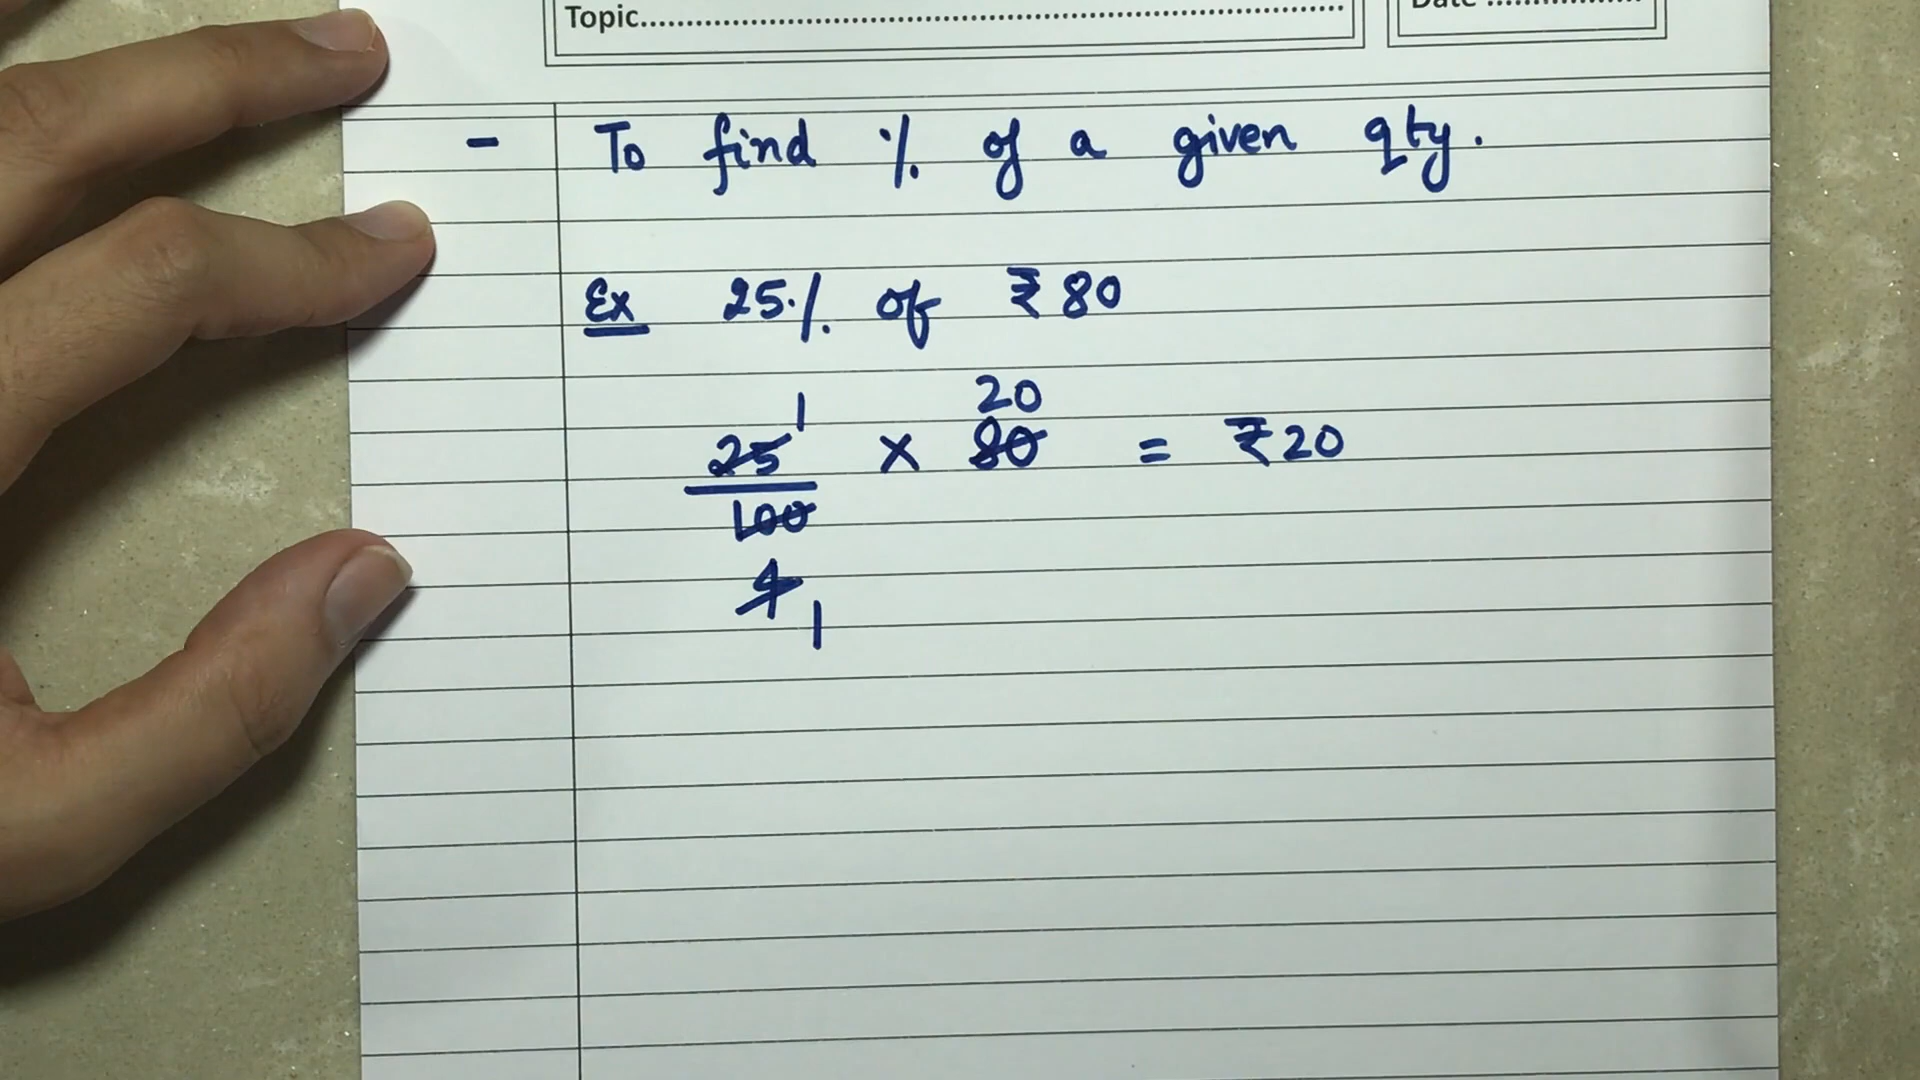 Topic.......... Date ..........
- To find % of a given qty.
Ex 25% of ₹80
1 20
25 × 80 = ₹20
100
4
1